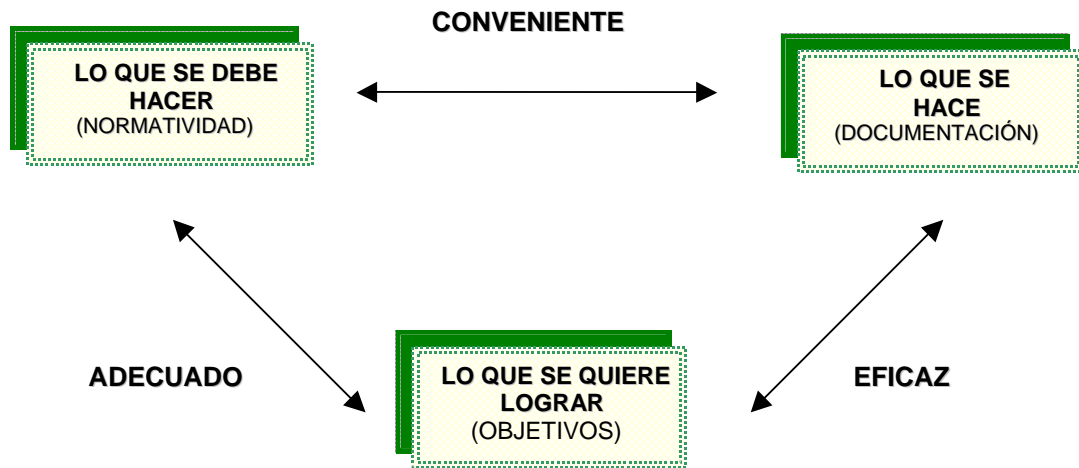 CONVENIENTE
LO QUE SE DEBE
HACER
(NORMATIVIDAD)
LO QUE SE
HACE
(DOCUMENTACIÓN)
ADECUADO
LO QUE SE QUIERE
LOGRAR
(OBJETIVOS)
EFICAZ